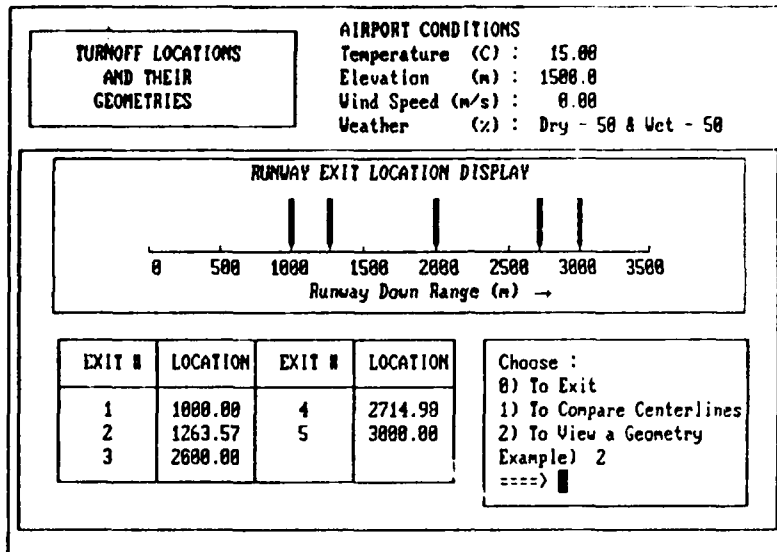 TURNOFF LOCATIONS
AND THEIR
GEOMETRIES
AIRPORT CONDITIONS
Temperature (C) : 15.00
Elevation (m) : 1500.0
Wind Speed (m/s) : 0.00
Weather (%) : Dry - 50 & Wet - 50
RUNWAY EXIT LOCATION DISPLAY
0 500 1000 1500 2000 2500 3000 3500
Runway Down Range (m) →
EXIT # LOCATION EXIT # LOCATION
1 1000.00 4 2714.90
2 1263.57 5 3000.00
3 2000.00
Choose :
0) To Exit
1) To Compare Centerlines
2) To View a Geometry
Example) 2
====>